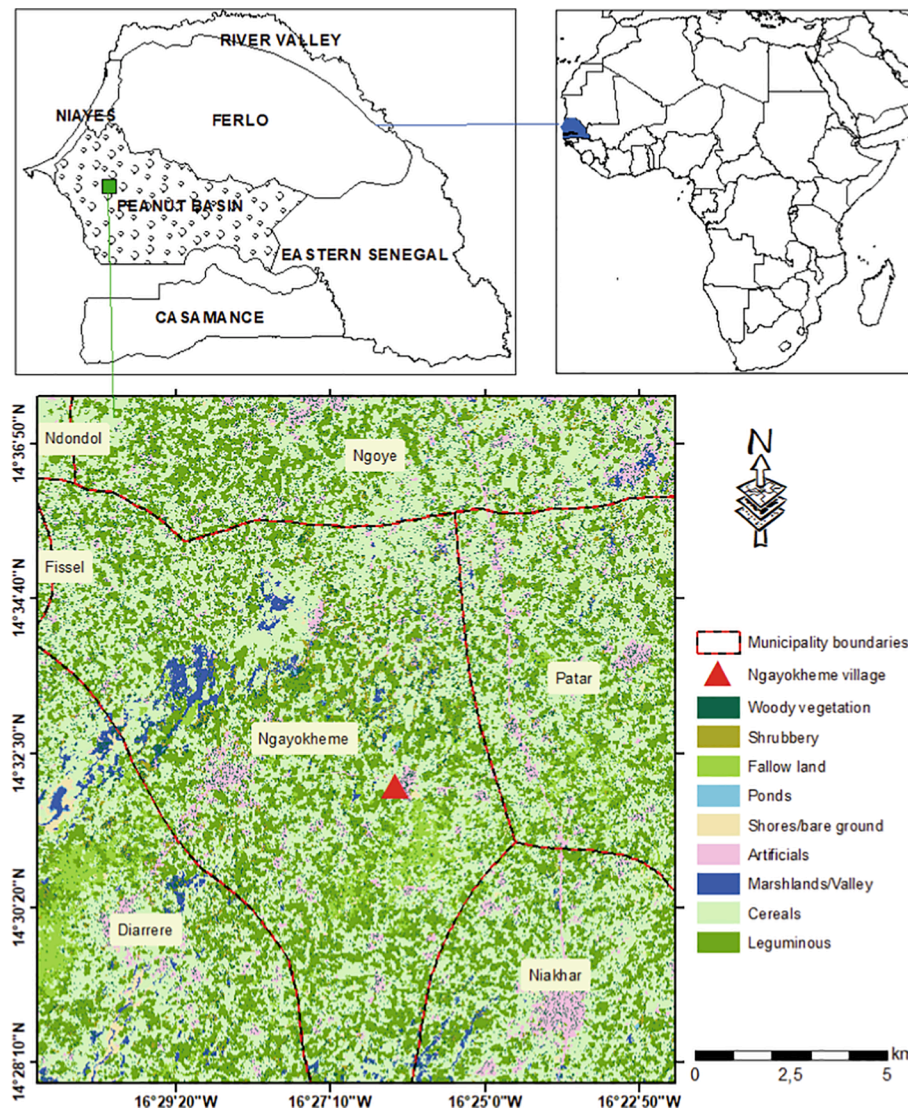 RIVER VALLEY
NIAYES
FERLO
PEANUT BASIN
EASTERN SENEGAL
CASAMANCE
14°36'50"N
14°34'40"N
14°32'30"N
14°30'20"N
14°28'10"N
Ndondol
Ngoye
Fissel
Patar
Ngayokheme
Diarrere
Niakhar
16°29'20"W
16°27'10"W
16°25'0"W
16°22'50"W
N
Municipality boundaries
Ngayokheme village
Woody vegetation
Shrubbery
Fallow land
Ponds
Shores/bare ground
Artificials
Marshlands/Valley
Cereals
Leguminous
km
0 2,5 5